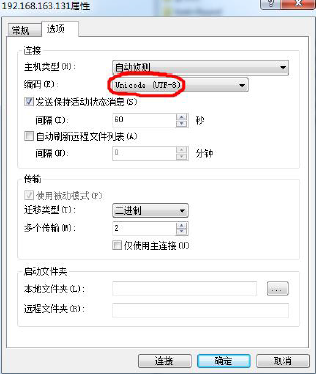 192.168.163.131属性
常规
选项
连接
主机类型(H):
自动侦测
编码(E):
Unicode (UTF-8)
发送保持活动状态消息(S)
间隔(I):
60
秒
自动刷新远程文件列表(A)
间隔(N):
0
分钟
传输
使用被动模式(P)
迁移类型(T):
二进制
多个传输(M):
2
仅使用主连接(U)
启动文件夹
本地文件夹(L):
...
远程文件夹(R):
连接
确定
取消